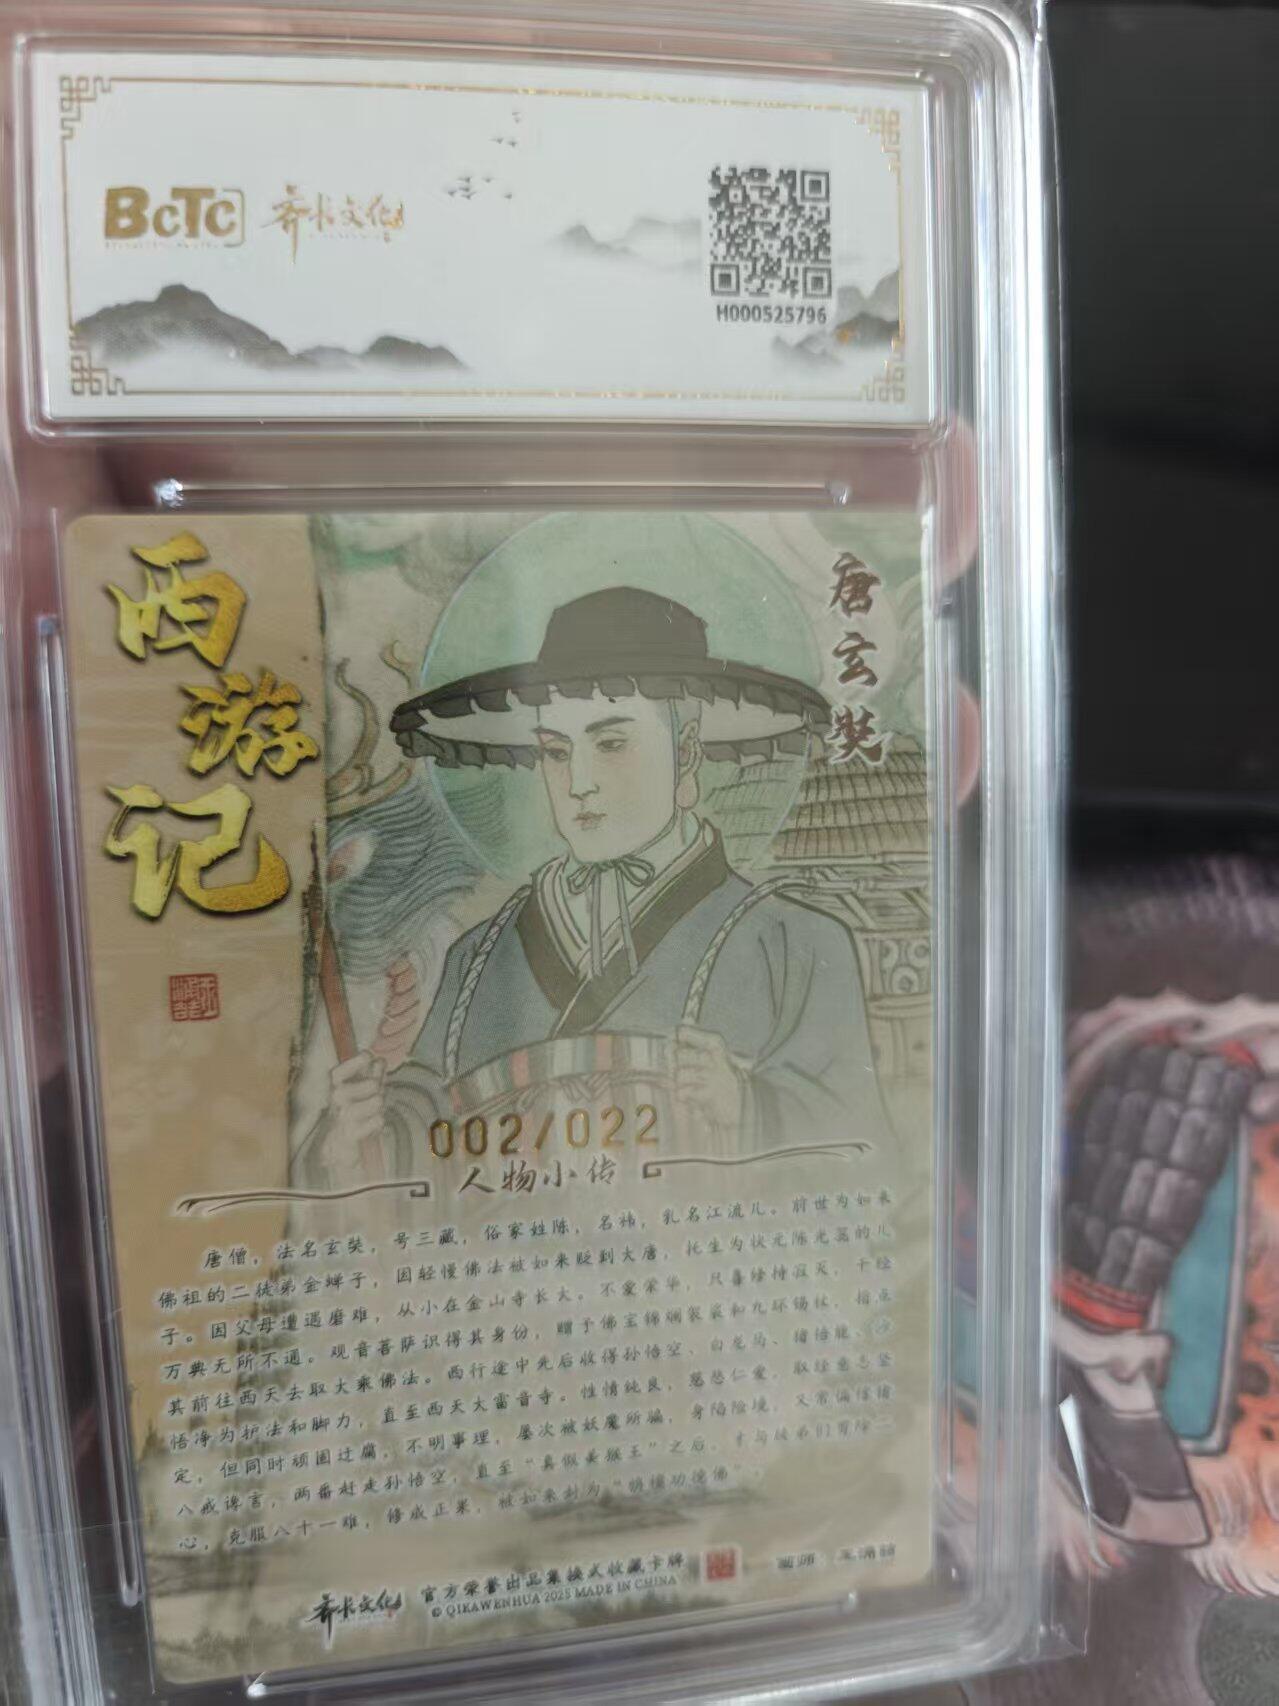 BCTC 齐卡文化
H000525796
西游记
唐玄奘
002/022
人物小传
唐僧，法名玄奘，号三藏，俗家姓陈，名祎，乳名江流儿。前世为如来
佛祖的二徒弟金蝉子，因轻慢佛法被如来贬到大唐，托生为状元陈光蕊的儿
子。因父母遭遇磨难，从小在金山寺长大。不爱荣华，只喜修持寂灭，千经
万典无所不通。观音菩萨识得其身份，赠予佛宝锦斓袈裟和九环锡杖，指点
其前往西天去取大乘佛法。西行途中先后收得孙悟空、白龙马、猪悟能、沙
悟净为护法和脚力，直至西天大雷音寺。性情纯良，慈悲仁爱，取经意志坚
定，但同时顽固迂腐，不明事理，屡次被妖魔所骗，身陷险境，又常偏信猪
八戒谗言，两番赶走孙悟空，直至“真假美猴王”之后，才与徒弟们冥除二
心，克服八十一难，修成正果，被如来封为“旃檀功德佛”。
齐卡文化 官方荣誉出品集换式收藏卡牌
© QIKAWENHUA 2025 MADE IN CHINA
画师：